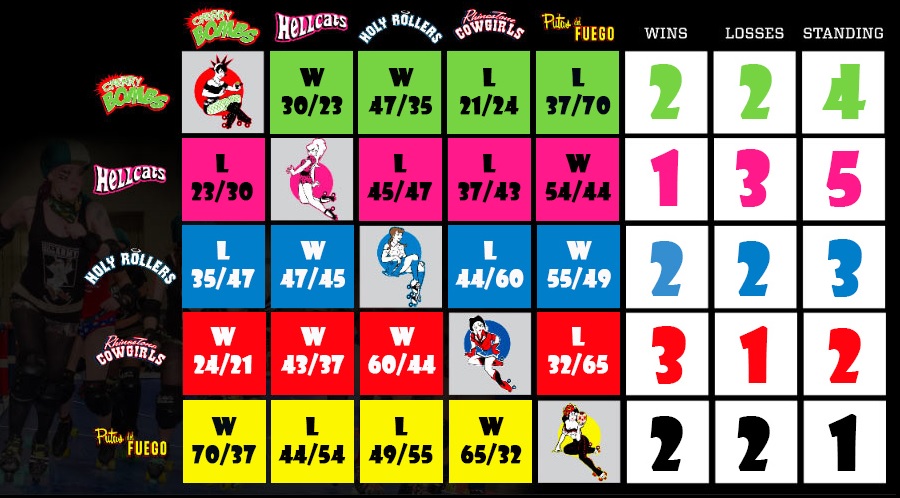 CHERRY BOMBS HELLCATS HOLY ROLLERS Rhinestone COWGIRLS Putas del FUEGO WINS LOSSES STANDING
CHERRY BOMBS W L W L L 2 2 4
30/23 47/35 21/24 37/70
HELLCATS L L L W 1 3 5
23/30 45/47 37/43 54/44
HOLY ROLLERS L W L W 2 2 3
35/47 47/45 44/60 55/49
Rhinestone COWGIRLS W W W L 3 1 2
24/21 43/37 60/44 32/65
Putas del FUEGO W L L W 2 2 1
70/37 44/54 49/55 65/32